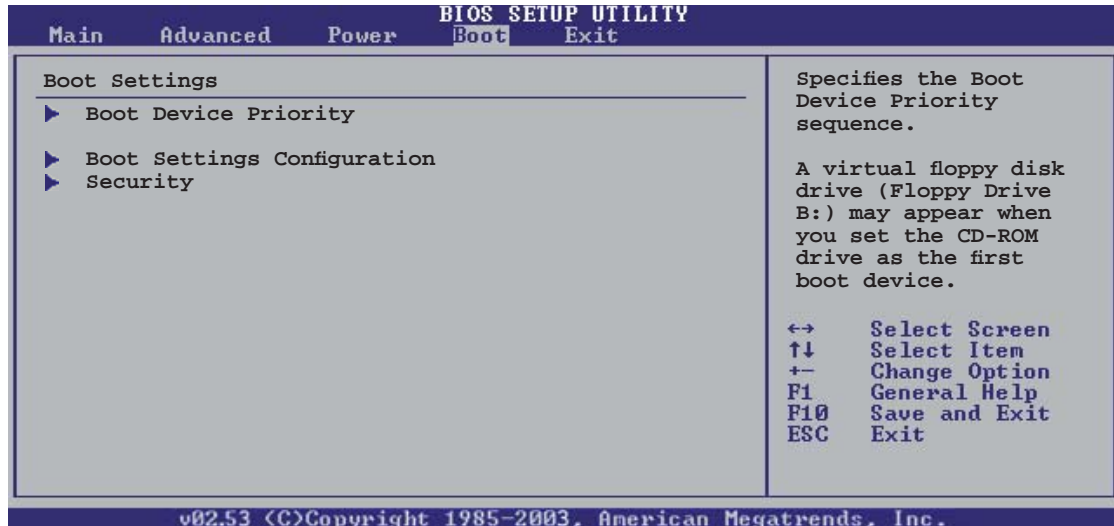 BIOS SETUP UTILITY
Main Advanced Power Boot Exit
Boot Settings
Boot Device Priority
Boot Settings Configuration
Security
Specifies the Boot
Device Priority
sequence.
A virtual floppy disk
drive (Floppy Drive
B:) may appear when
you set the CD-ROM
drive as the first
boot device.
←→ Select Screen
↑↓ Select Item
+- Change Option
F1 General Help
F10 Save and Exit
ESC Exit
v02.53 (C)Copyright 1985-2003, American Megatrends, Inc.